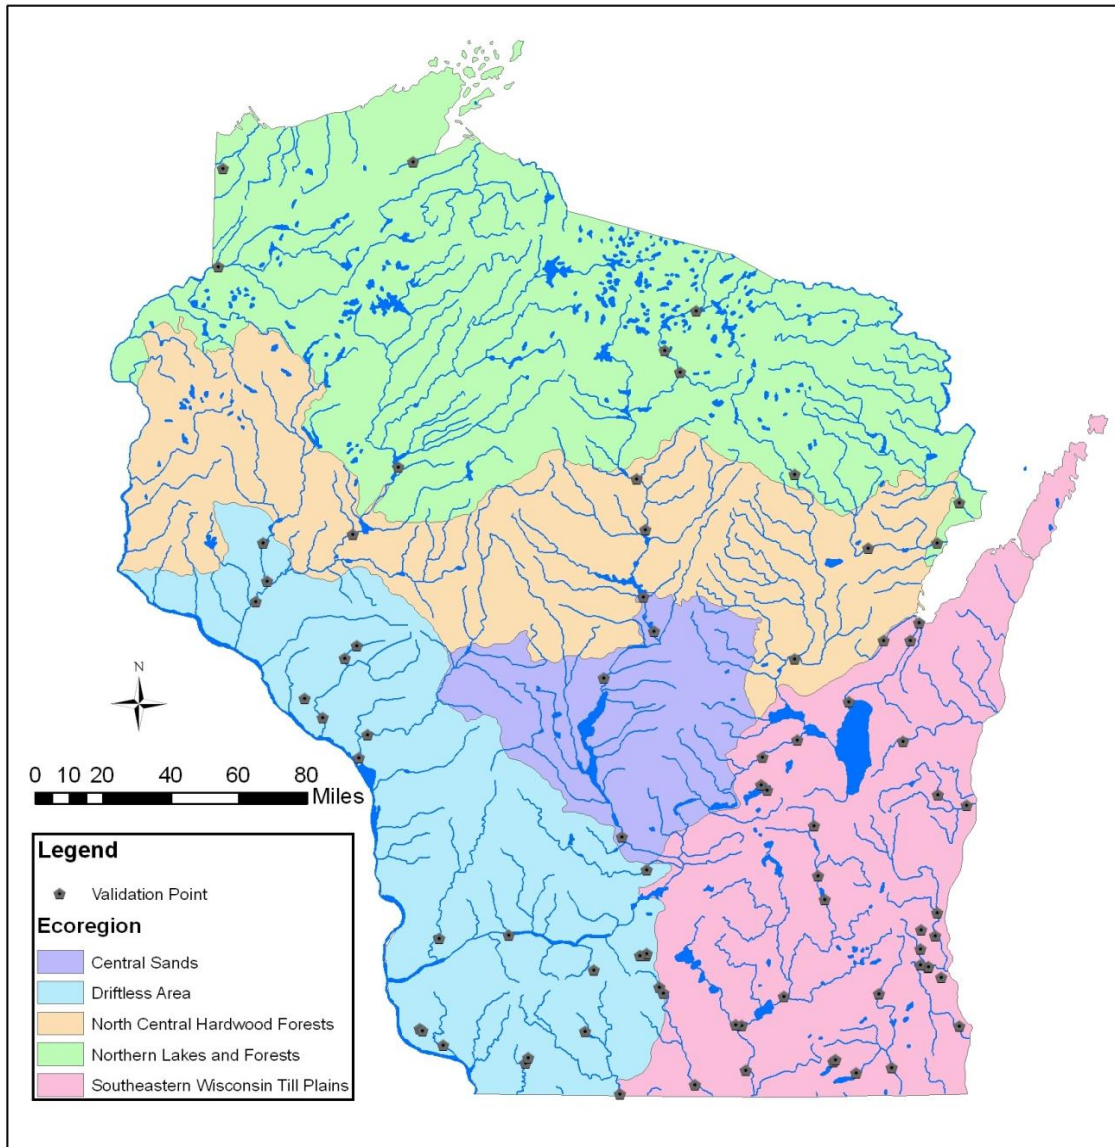 N
0 10 20 40 60 80
Miles
Legend
Validation Point
Ecoregion
Central Sands
Driftless Area
North Central Hardwood Forests
Northern Lakes and Forests
Southeastern Wisconsin Till Plains